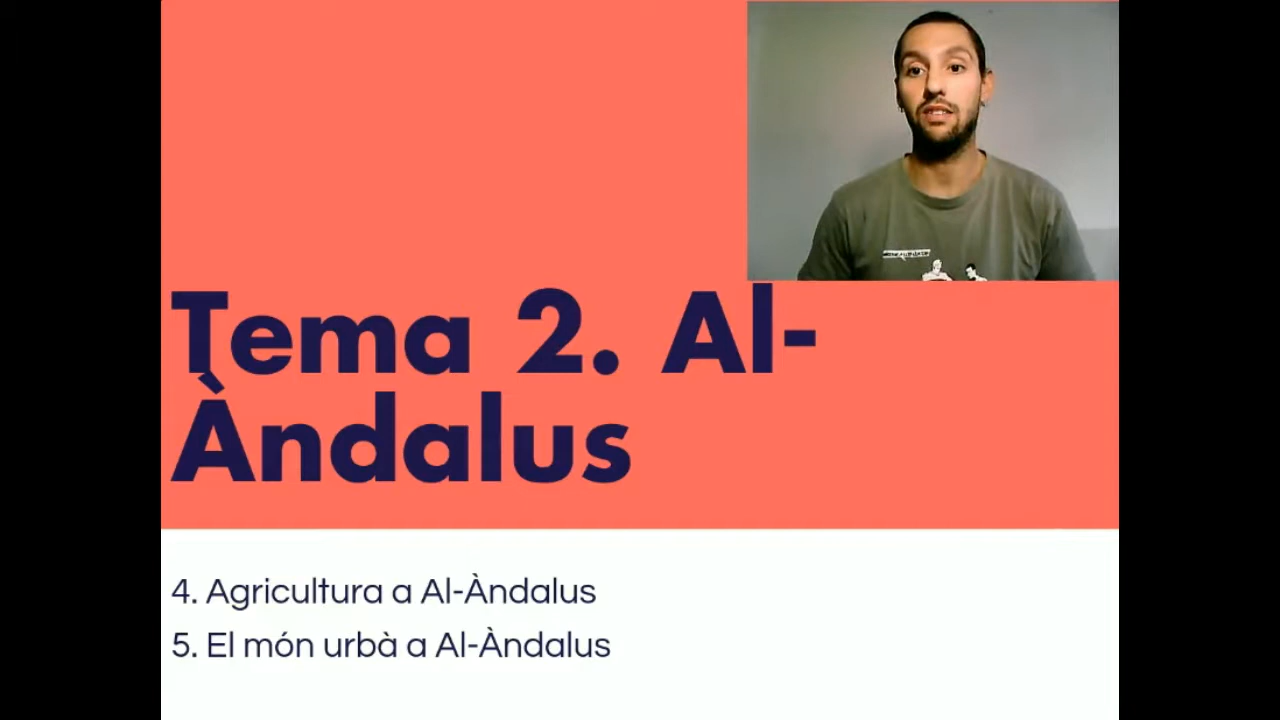 Tema 2. Al-
Àndalus
4. Agricultura a Al-Àndalus
5. El món urbà a Al-Àndalus